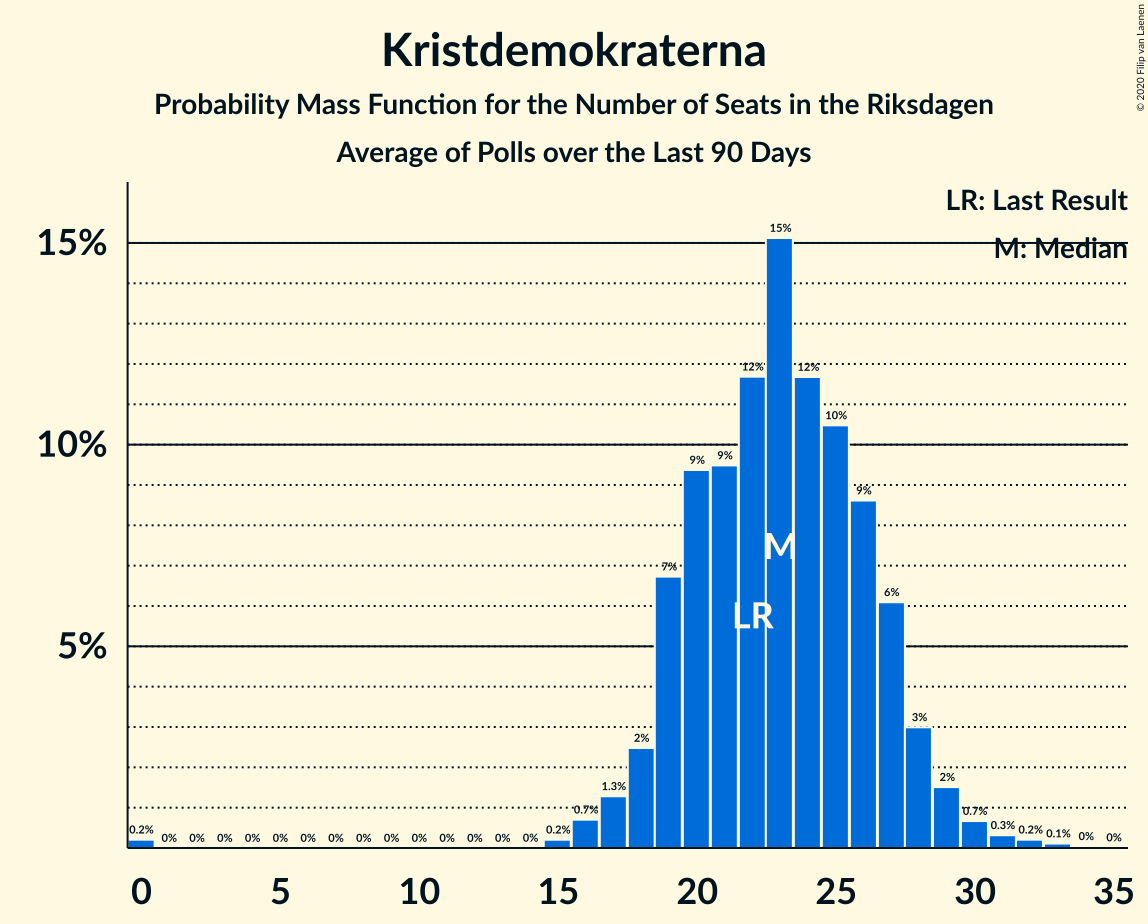 Kristdemokraterna
Probability Mass Function for the Number of Seats in the Riksdagen
Average of Polls over the Last 90 Days
© 2020 Filip van Laenen
LR: Last Result
M: Median
15%
10%
5%
0.2% 0% 0% 0% 0% 0% 0% 0% 0% 0% 0% 0% 0% 0% 0% 0.2% 0.7% 1.3% 2% 7% 9% 9% 12% 15% 12% 10% 9% 6% 3% 2% 0.7% 0.3% 0.2% 0.1% 0% 0%
M
LR
0 5 10 15 20 25 30 35